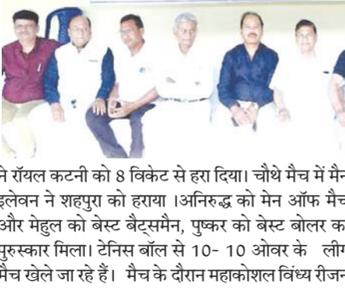 ने रॉयल कटनी को 8 विकेट से हरा दिया। चौथे मैच में मैन
इलेवन ने शहपुरा को हराया ।अनिरुद्ध को मेन ऑफ मैच
और मेहुल को बेस्ट बैट्समैन, पुष्कर को बेस्ट बोलर का
पुरुस्कार मिला। टेनिस बॉल से 10- 10 ओवर के लीग
मैच खेले जा रहे हैं। मैच के दौरान महाकोशल विंध्य रीजन